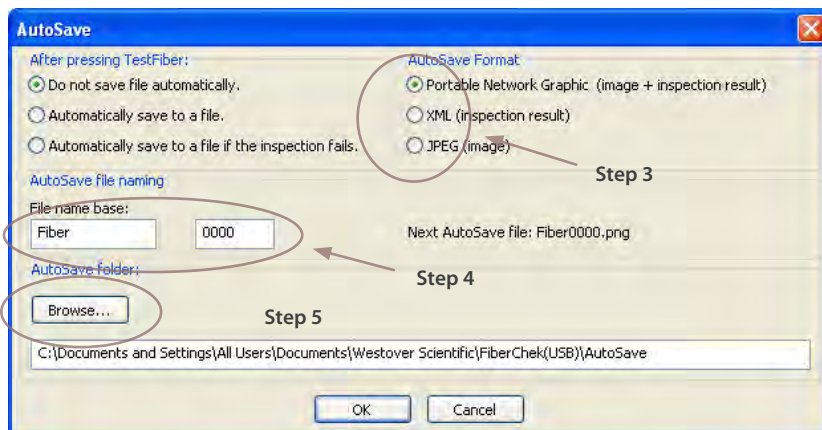 AutoSave
After pressing TestFiber:
Do not save file automatically.
Automatically save to a file.
Automatically save to a file if the inspection fails.
AutoSave Format
Portable Network Graphic (image + inspection result)
XML (inspection result)
JPEG (image)
Step 3
AutoSave file naming
File name base:
Fiber 0000
Next AutoSave file: Fiber0000.png
Step 4
AutoSave folder:
Browse...
Step 5
C:\Documents and Settings\All Users\Documents\Westover Scientific\FiberChek(USB)\AutoSave
OK Cancel